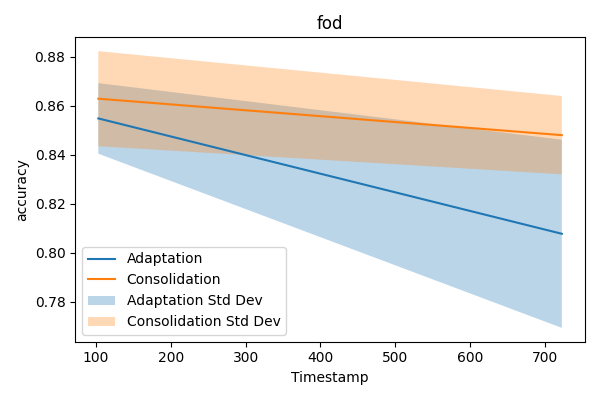 fod
accuracy
0.88
0.86
0.84
0.82
0.80
0.78
Adaptation
Consolidation
Adaptation Std Dev
Consolidation Std Dev
100 200 300 400 500 600 700
Timestamp